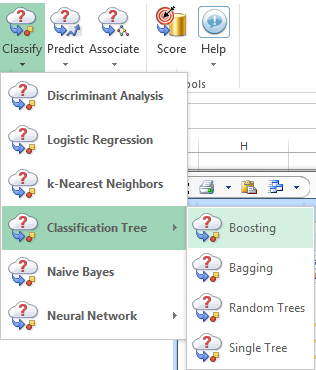 Classify Predict Associate Score Help
ols
H
Discriminant Analysis
Logistic Regression
k-Nearest Neighbors
Classification Tree
Boosting
Bagging
Random Trees
Single Tree
Naive Bayes
Neural Network